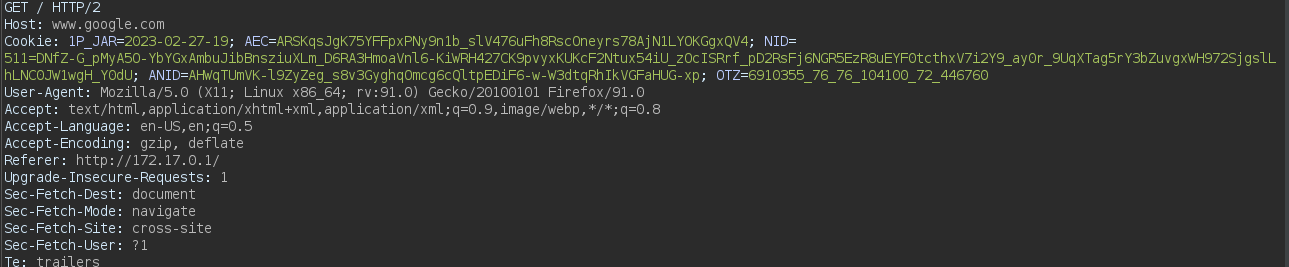 GET / HTTP/2
Host: www.google.com
Cookie: 1P_JAR=2023-02-27-19; AEC=ARSKqsJgK75YFFpxPNy9n1b_slV476uFh8RscOneyrs78AjN1LYOKGgxQV4; NID=
511=DNfZ-G_pMyA5O-YbYGxAmbuJibBnsziuXLm_D6RA3HmoaVnl6-KiWRH427CK9pvyxKUKcF2Ntux54iU_zOcISRrf_pD2RsFj6NGR5EzR8uEYF0tcthxV7i2Y9_ay0r_9UqXTag5rY3bZuvgxWH972SjgslL
hLNCOJW1wgH_YOdU; ANID=AHWqTUmVK-l9ZyZeg_s8v3GyghqOmcg6cQltpEDiF6-w-W3dtqRhIkVGFaHUG-xp; OTZ=6910355_76_76_104100_72_446760
User-Agent: Mozilla/5.0 (X11; Linux x86_64; rv:91.0) Gecko/20100101 Firefox/91.0
Accept: text/html,application/xhtml+xml,application/xml;q=0.9,image/webp,*/*;q=0.8
Accept-Language: en-US,en;q=0.5
Accept-Encoding: gzip, deflate
Referer: http://172.17.0.1/
Upgrade-Insecure-Requests: 1
Sec-Fetch-Dest: document
Sec-Fetch-Mode: navigate
Sec-Fetch-Site: cross-site
Sec-Fetch-User: ?1
Te: trailers